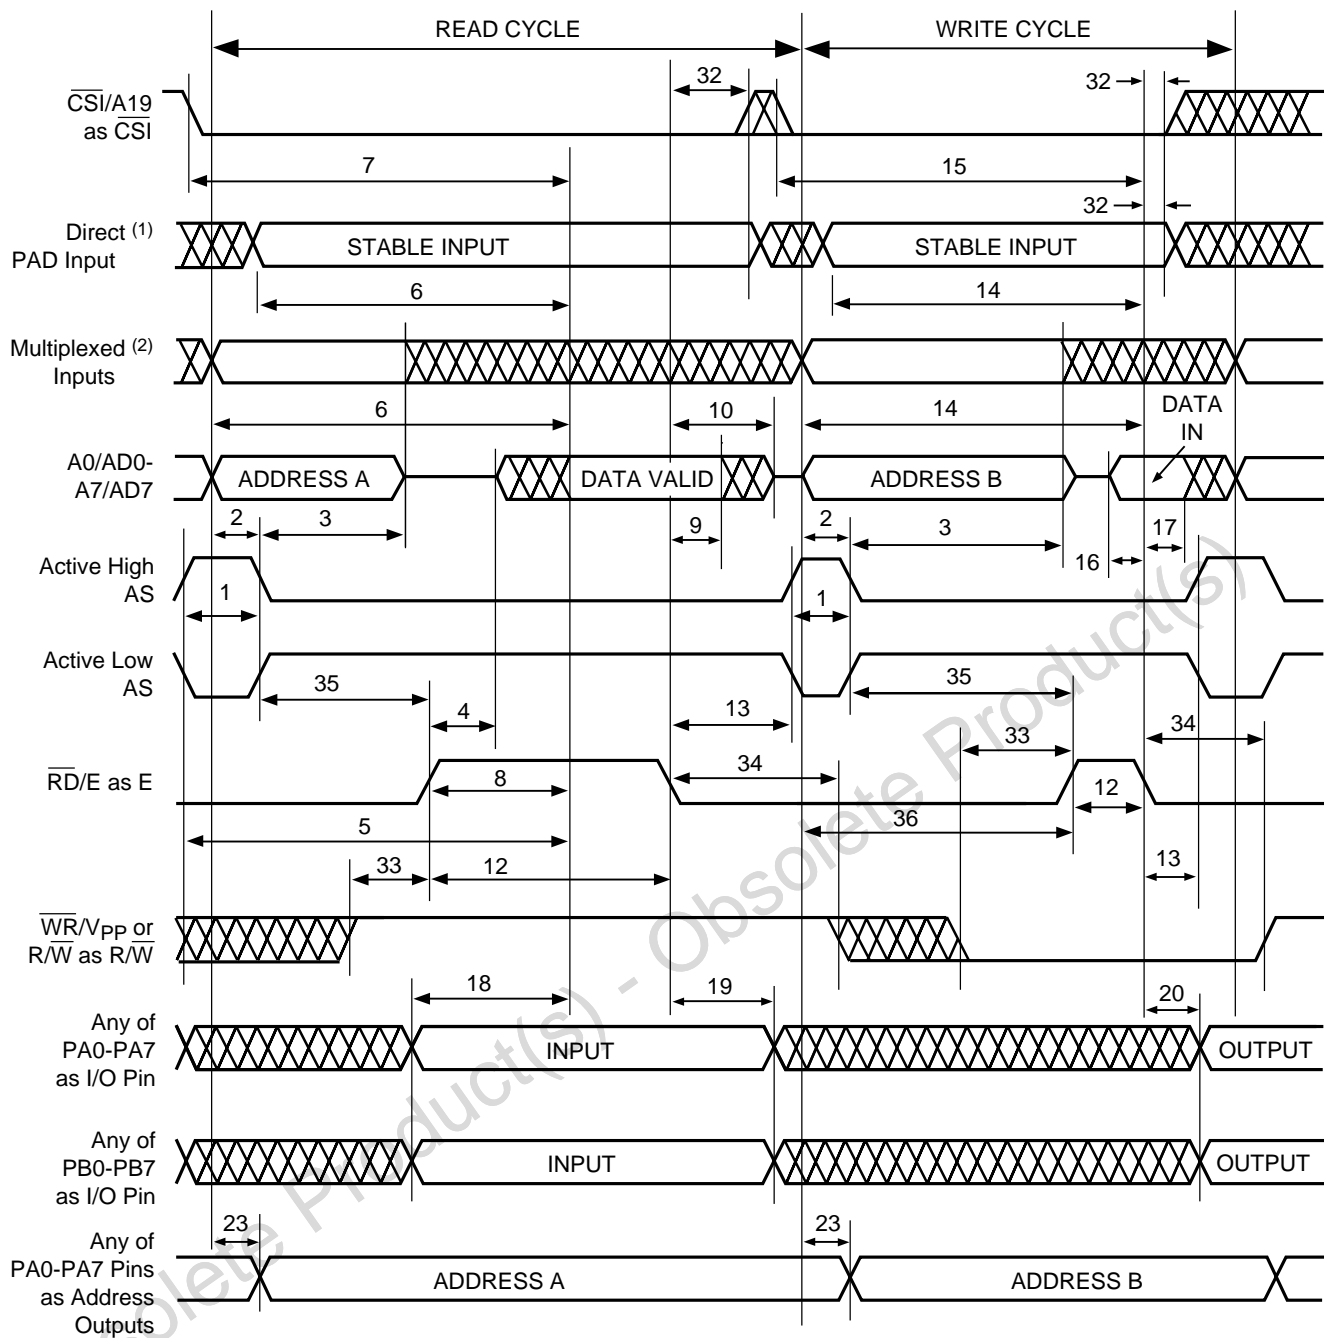 READ CYCLE
WRITE CYCLE
32
32
CSI/A19
as CSI
7
15
32
Direct (1)
PAD Input
STABLE INPUT
STABLE INPUT
6
14
Multiplexed (2)
Inputs
6
10
14
DATA
IN
A0/AD0-
A7/AD7
ADDRESS A
DATA VALID
ADDRESS B
2
3
9
2
3
16
17
Active High
AS
1
1
Active Low
AS
35
35
4
13
33
34
34
RD/E as E
8
12
5
36
33
12
13
WR/VPP or
R/W as R/W
18
19
20
Any of
PA0-PA7
as I/O Pin
INPUT
OUTPUT
Any of
PB0-PB7
as I/O Pin
INPUT
OUTPUT
23
23
Any of
PA0-PA7 Pins
as Address
Outputs
ADDRESS A
ADDRESS B
solete Product(s) - Obsolete Product(s)